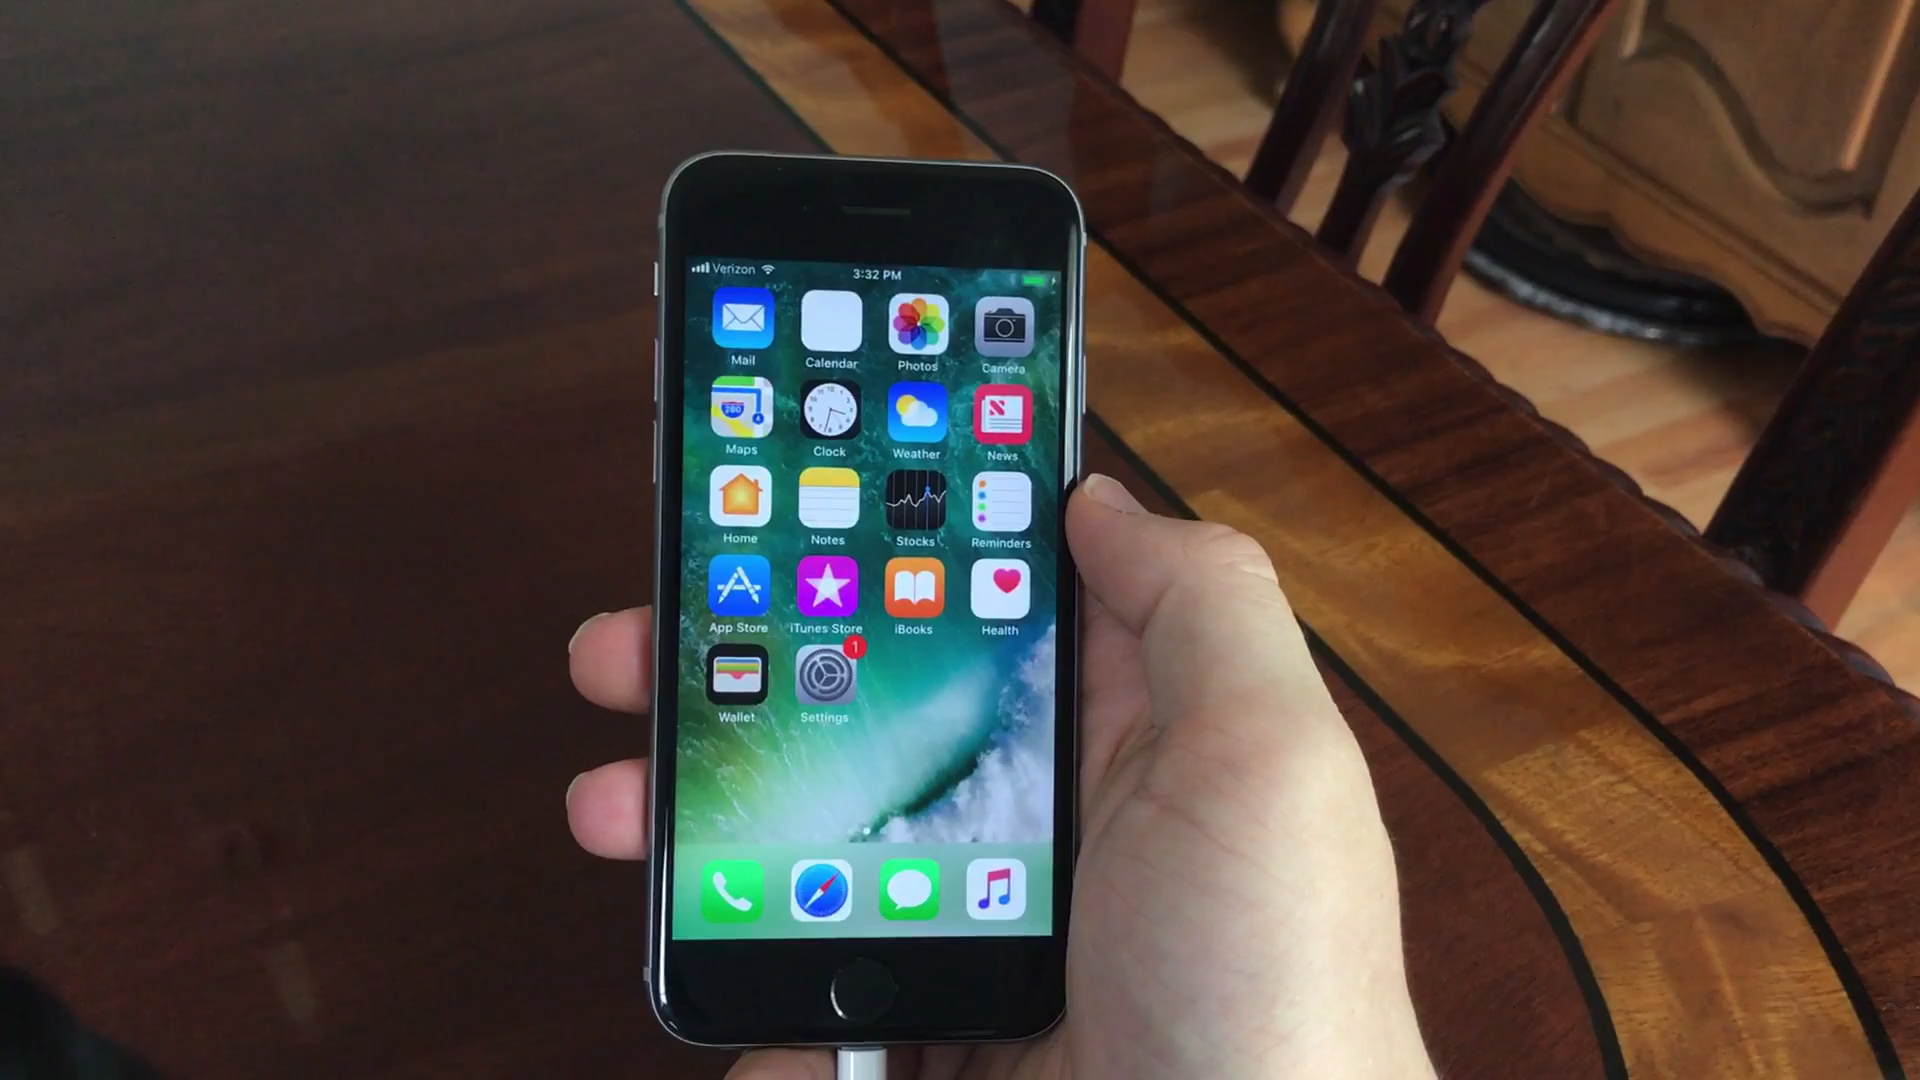 Verizon 3:32 PM
Mail Calendar Photos Camera
280
Maps Clock Weather News
Home Notes Stocks Reminders
App Store iTunes Store iBooks Health
1
Wallet Settings